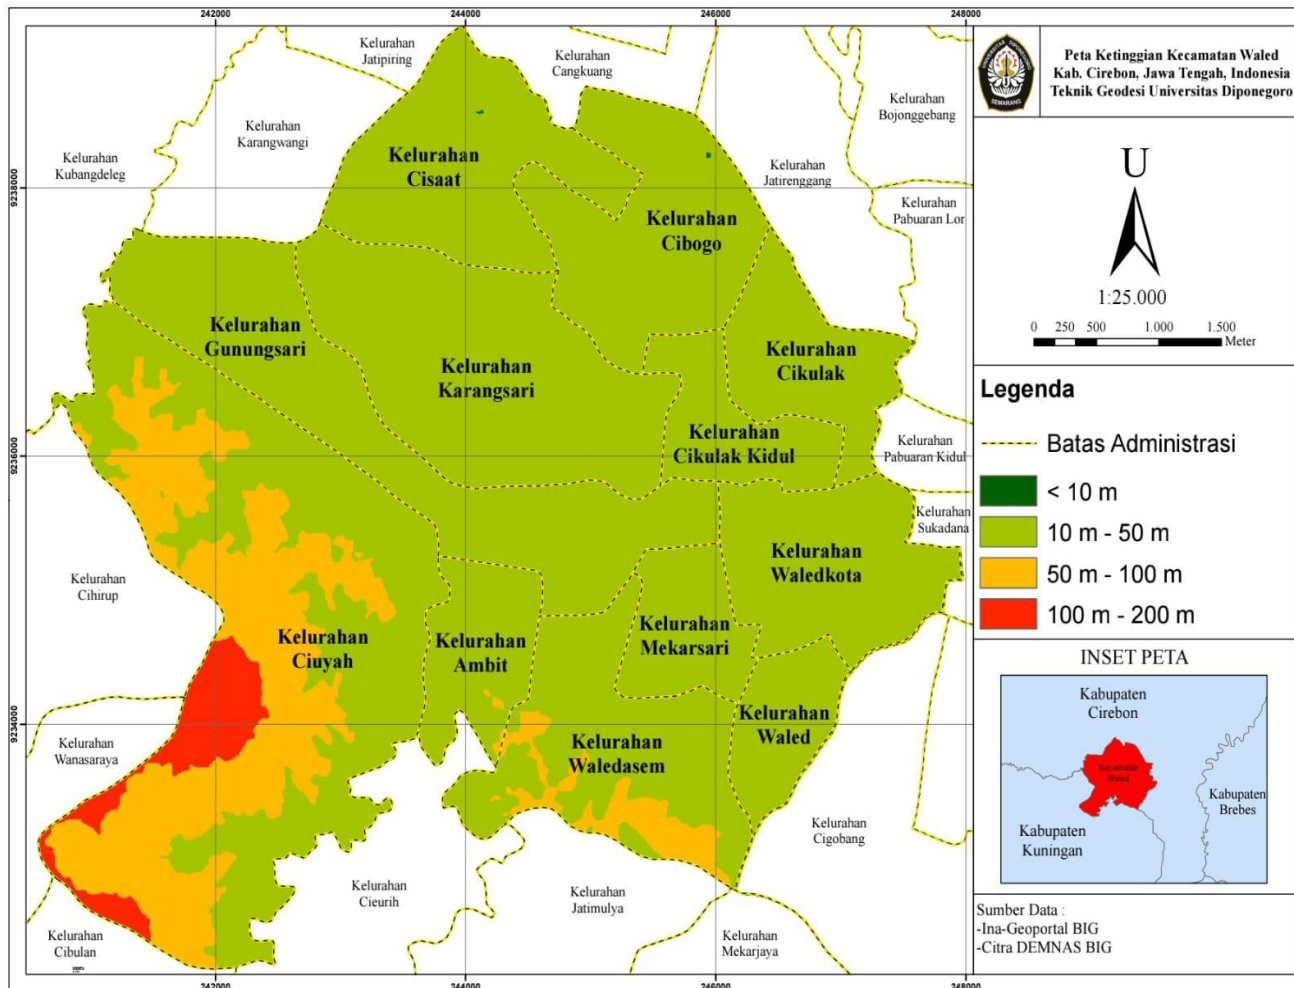 242000
244000
246000
248000
Kelurahan
Jatipiring
Kelurahan
Cangkuang
Kelurahan
Bojonggebang
Kelurahan
Karangwangi
Kelurahan
Kubangdeleg
Kelurahan
Cisaat
Kelurahan
Jatirenggang
Kelurahan
Pabuaran Lor
9238000
Kelurahan
Cibogo
Kelurahan
Gunungsari
Kelurahan
Karangsari
Kelurahan
Cikulak
Kelurahan
Cikulak Kidul
Kelurahan
Pabuaran Kidul
9236000
Kelurahan
Sukadana
Kelurahan
Waledkota
Kelurahan
Cihirup
Kelurahan
Ciuyah
Kelurahan
Ambit
Kelurahan
Mekarsari
9234000
Kelurahan
Waled
Kelurahan
Waledasem
Kelurahan
Wanasaraya
Kelurahan
Cigobang
Kelurahan
Cieurih
Kelurahan
Jatimulya
Kelurahan
Cibulan
Kelurahan
Mekarjaya
242000
244000
246000
248000
UNIVERSITAS DIPONEGORO
SEMARANG
Peta Ketinggian Kecamatan Waled
Kab. Cirebon, Jawa Tengah, Indonesia
Teknik Geodesi Universitas Diponegoro
U
1:25.000
0 250 500 1.000 1.500
Meter
Legenda
Batas Administrasi
< 10 m
10 m - 50 m
50 m - 100 m
100 m - 200 m
INSET PETA
Kabupaten
Cirebon
Kecamatan
Waled
Kabupaten
Brebes
Kabupaten
Kuningan
Sumber Data :
-Ina-Geoportal BIG
-Citra DEMNAS BIG